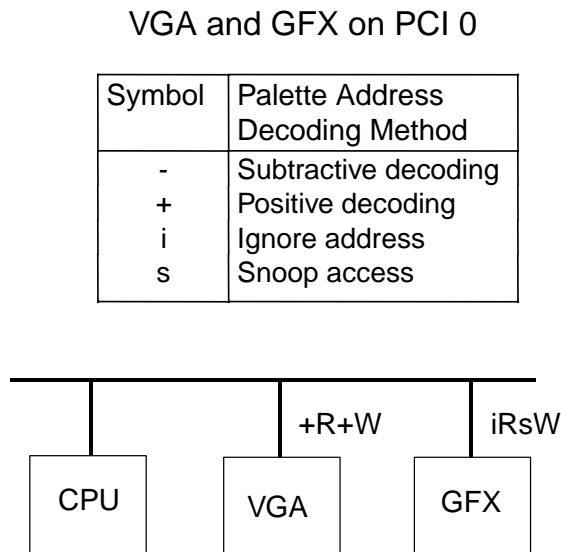 VGA and GFX on PCI 0
Symbol Palette Address
Decoding Method
- Subtractive decoding
+ Positive decoding
i Ignore address
s Snoop access
+R+W iRsW
CPU VGA GFX